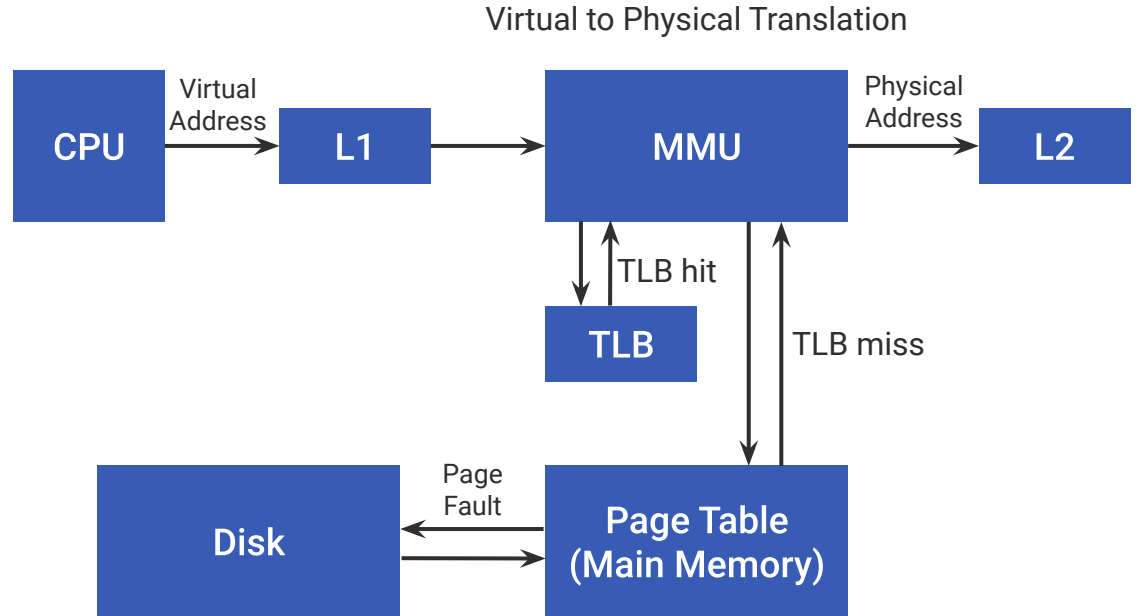 Virtual to Physical Translation
CPU
Virtual
Address
L1
MMU
Physical
Address
L2
TLB hit
TLB
TLB miss
Disk
Page
Fault
Page Table
(Main Memory)